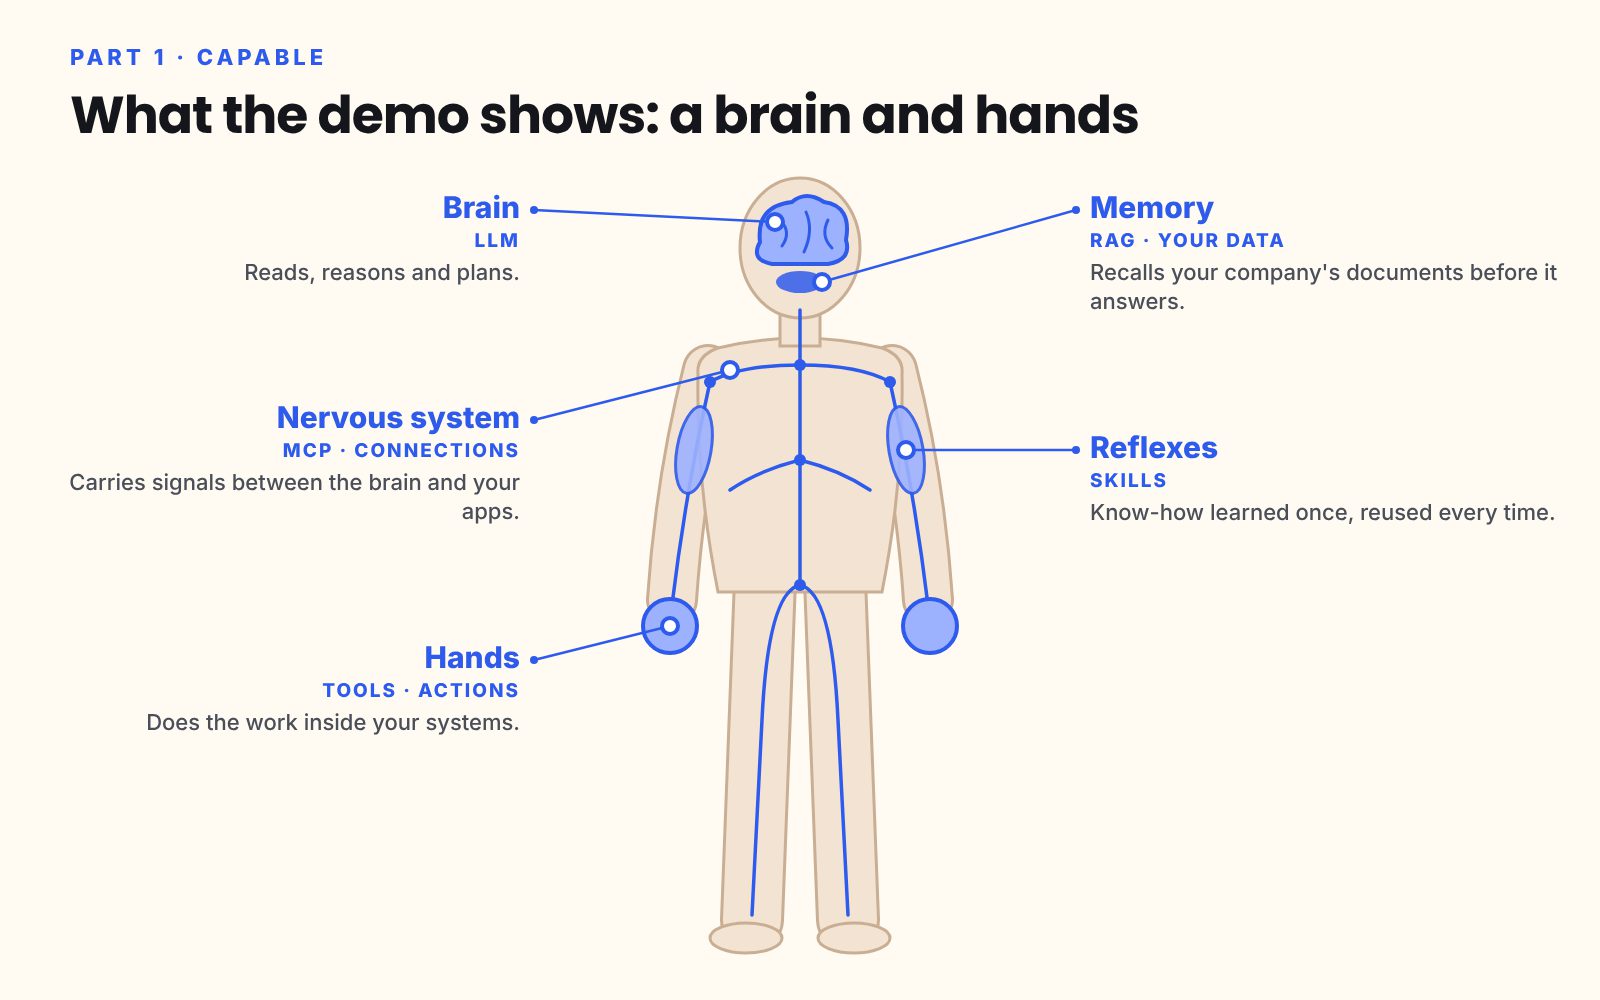 PART 1 · CAPABLE
What the demo shows: a brain and hands
Brain
LLM
Reads, reasons and plans.
Memory
RAG · YOUR DATA
Recalls your company's documents before it
answers.
Nervous system
MCP · CONNECTIONS
Carries signals between the brain and your
apps.
Reflexes
SKILLS
Know-how learned once, reused every time.
Hands
TOOLS · ACTIONS
Does the work inside your systems.